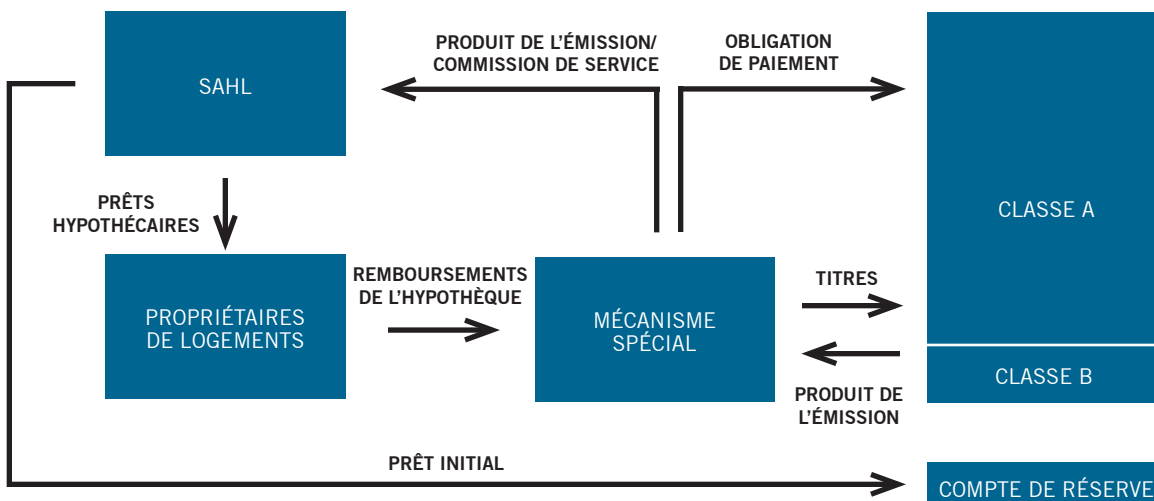 PRODUIT DE L'ÉMISSION/
COMMISSION DE SERVICE
OBLIGATION
DE PAIEMENT
SAHL
PRÊTS
HYPOTHÉCAIRES
CLASSE A
REMBOURSEMENTS
DE L'HYPOTHÈQUE
TITRES
PROPRIÉTAIRES
DE LOGEMENTS
MÉCANISME
SPÉCIAL
CLASSE B
PRODUIT DE
L'ÉMISSION
PRÊT INITIAL
COMPTE DE RÉSERVE